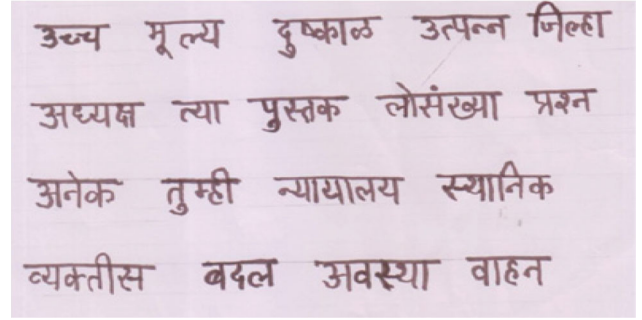 उच्च मूल्य दुष्काळ उत्पन्न जिल्हा
अध्यक्ष त्या पुस्तक लोसंख्या प्रश्न
अनेक तुम्ही न्यायालय स्थानिक
व्यक्तीस बदल अवस्था वाहन